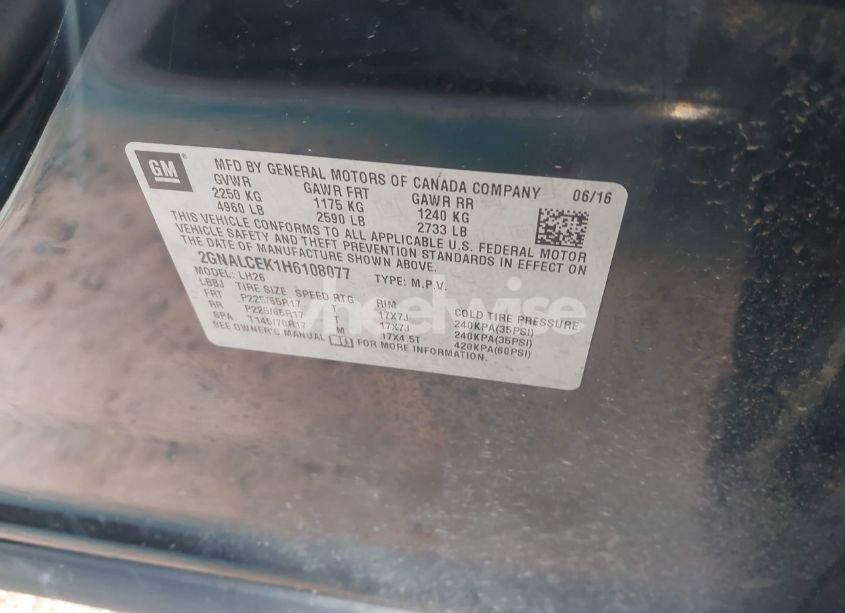 GM
MFD BY GENERAL MOTORS OF CANADA COMPANY 06/16
GVWR GAWR FRT GAWR RR
2250 KG 1175 KG 1240 KG
4960 LB 2590 LB 2733 LB
THIS VEHICLE CONFORMS TO ALL APPLICABLE U.S. FEDERAL MOTOR
VEHICLE SAFETY AND THEFT PREVENTION STANDARDS IN EFFECT ON
THE DATE OF MANUFACTURE SHOWN ABOVE.
2GNALCEK1H6108077 TYPE: M.P.V.
MODEL: LH26
LBBJ TIRE SIZE SPEED RTG RIM COLD TIRE PRESSURE
FRT P225/65R17 T 17X7J 240KPA(35PSI)
RR P225/65R17 T 17X7J 240KPA(35PSI)
SPA T145/70R17 M 17X4.5T 420KPA(60PSI)
SEE OWNER'S MANUAL FOR MORE INFORMATION.
wheelwise